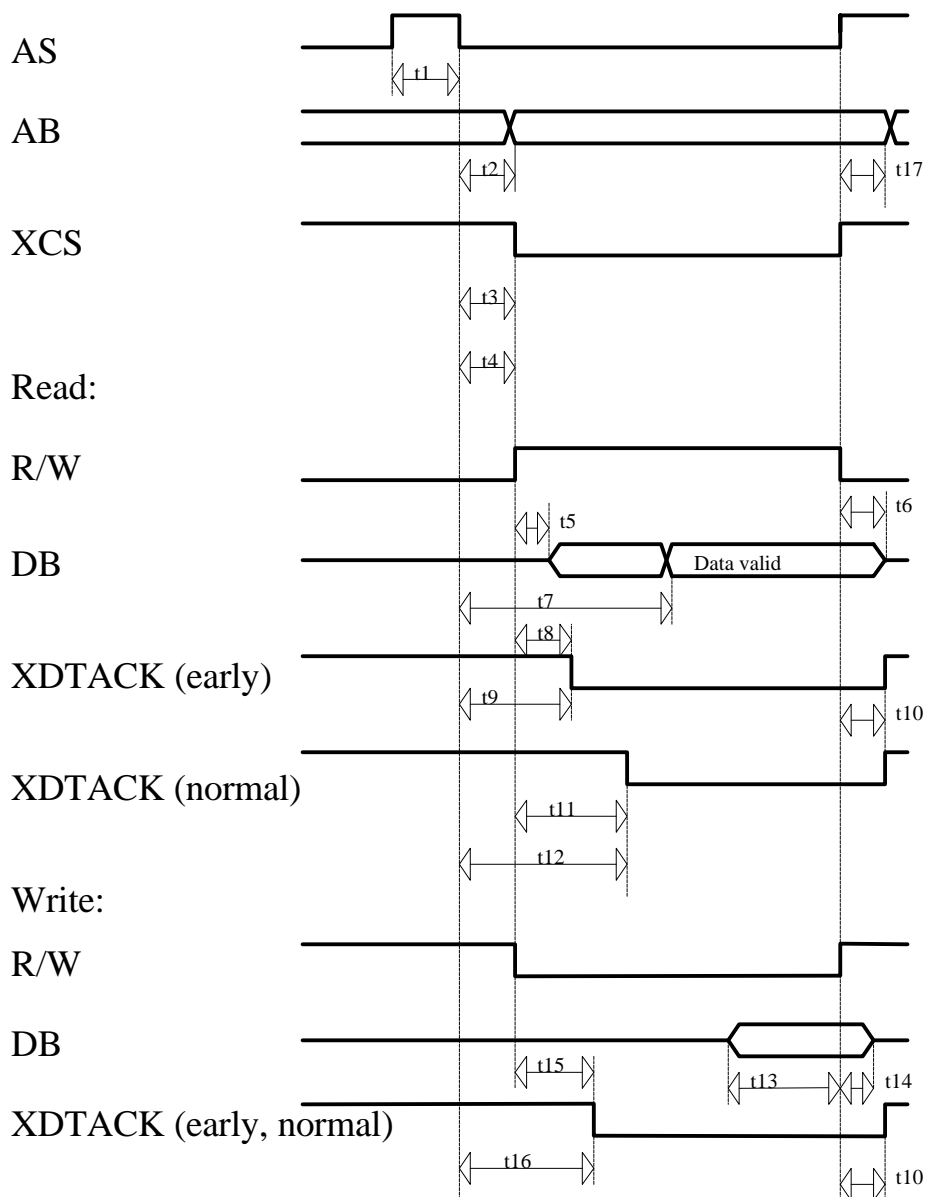 AS
t1
AB
t2
t17
XCS
t3
t4
Read:
R/W
t6
t5
DB
Data valid
t7
t8
XDTACK (early)
t9
t10
XDTACK (normal)
t11
t12
Write:
R/W
DB
t15
t13
t14
XDTACK (early, normal)
t16
t10